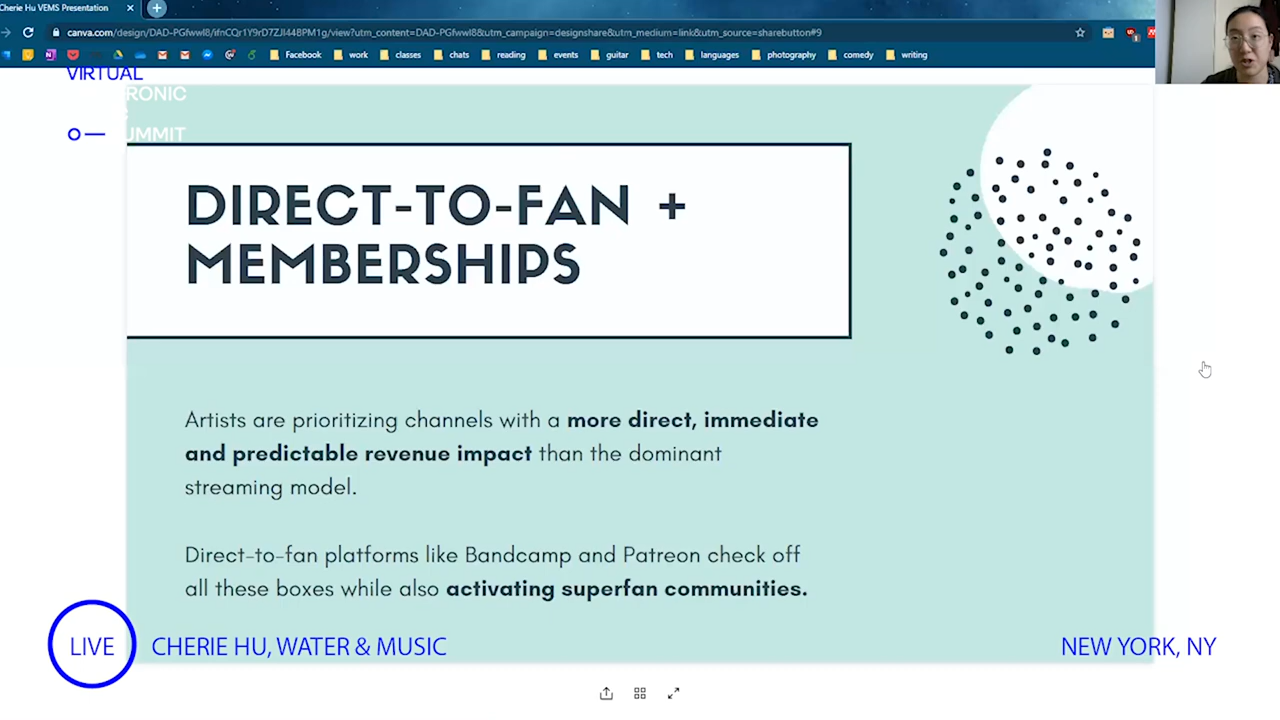 Cherie Hu VEMS Presentation
canva.com/design/DAD-PGfwwl8/ifnCQr1Y9rD7ZJI44BPM1g/view?utm_content=DAD-PGfwwl8&utm_campaign=designshare&utm_medium=link&utm_source=sharebutton#9
Facebook work classes chats reading events guitar tech languages photography comedy writing
VIRTUAL
RONIC
UMMIT
DIRECT-TO-FAN +
MEMBERSHIPS
Artists are prioritizing channels with a more direct, immediate
and predictable revenue impact than the dominant
streaming model.
Direct-to-fan platforms like Bandcamp and Patreon check off
all these boxes while also activating superfan communities.
LIVE CHERIE HU, WATER & MUSIC NEW YORK, NY